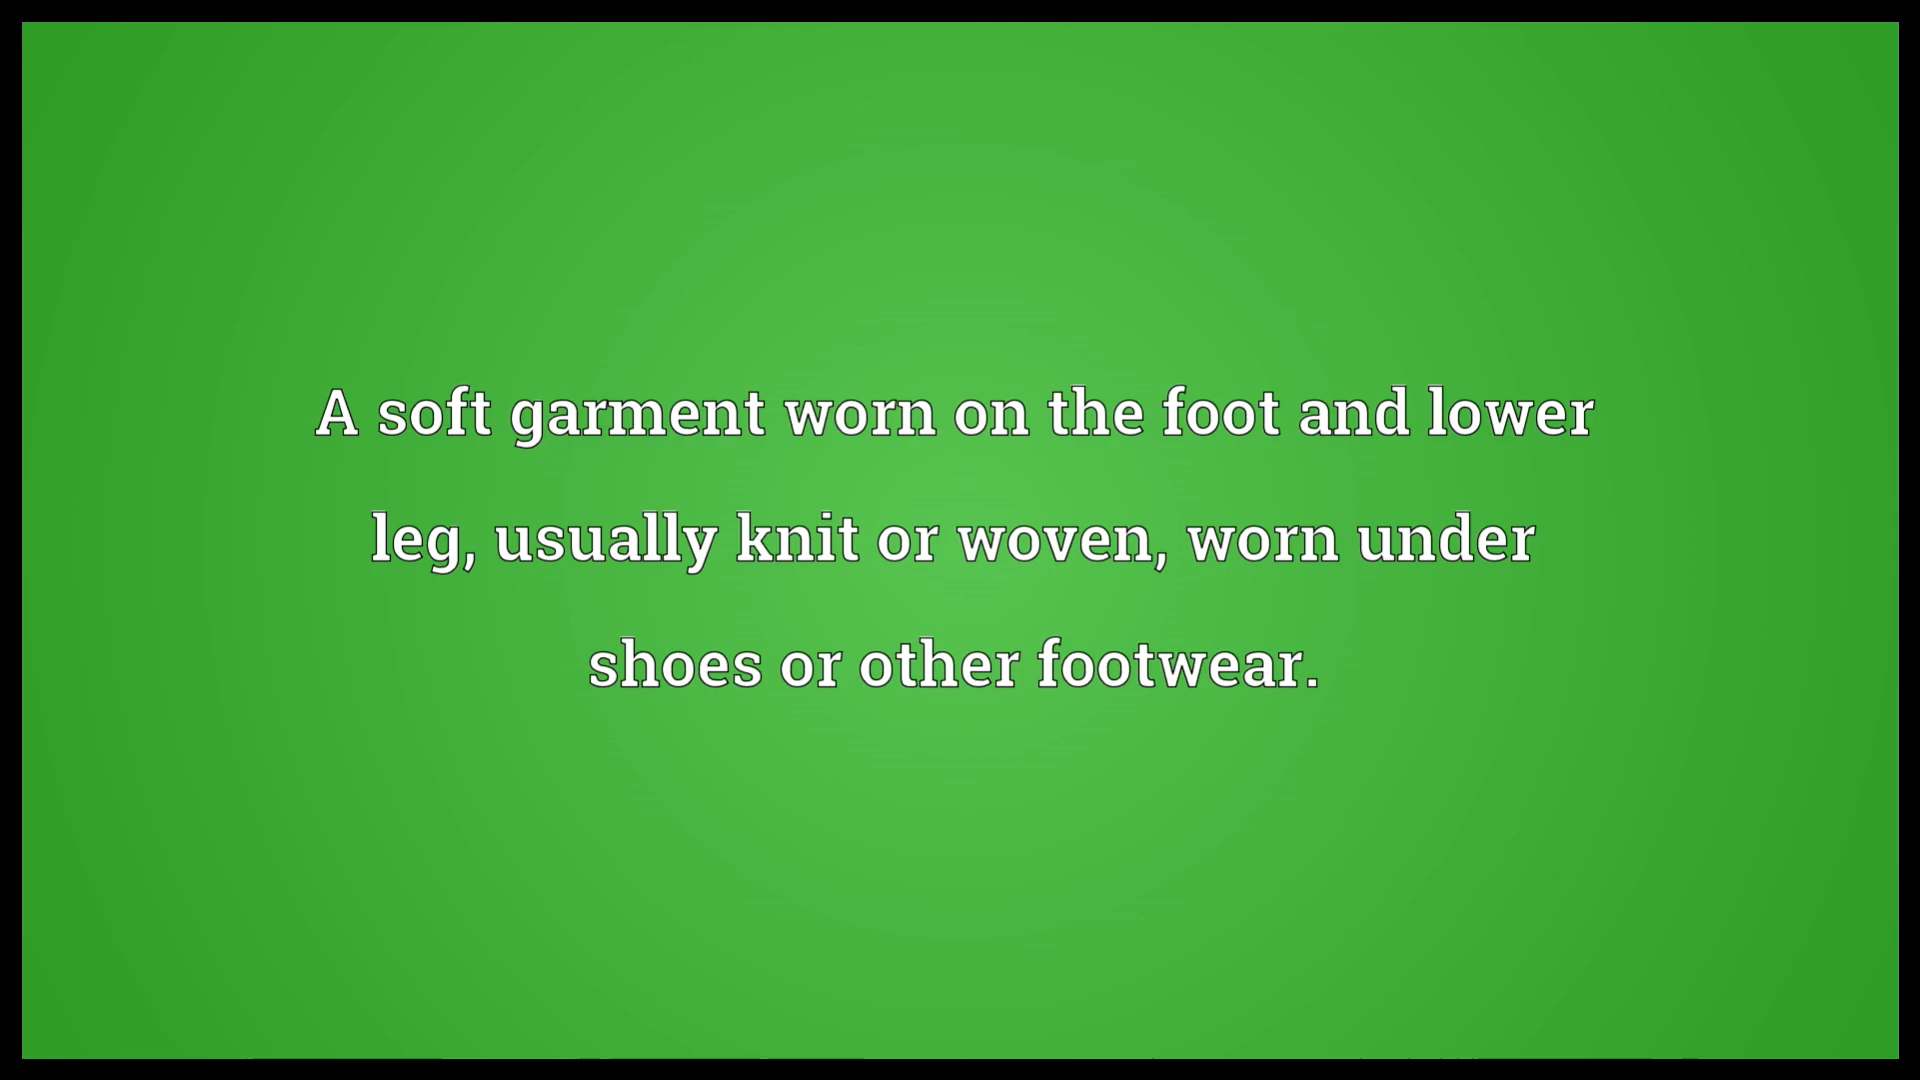 A soft garment worn on the foot and lower
leg, usually knit or woven, worn under
shoes or other footwear.